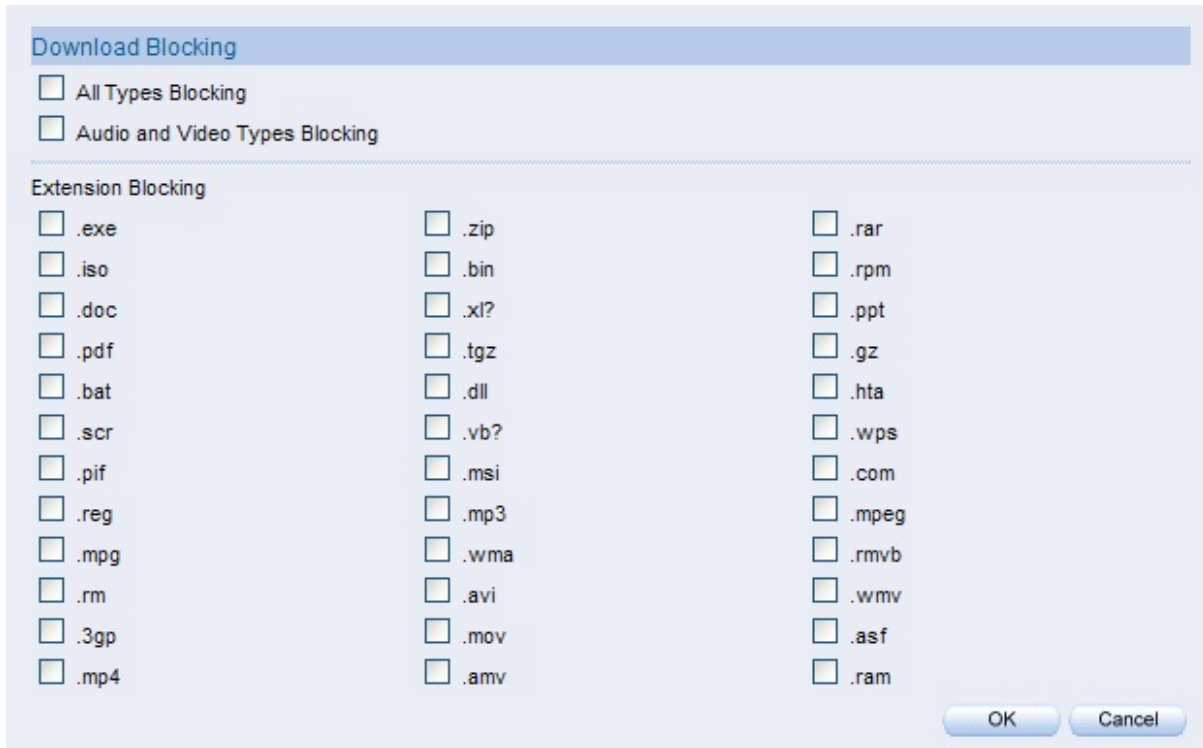 Download Blocking
All Types Blocking
Audio and Video Types Blocking
Extension Blocking
.exe .zip .rar
.iso .bin .rpm
.doc .xl? .ppt
.pdf .tgz .gz
.bat .dll .hta
.scr .vb? .wps
.pif .msi .com
.reg .mp3 .mpeg
.mpg .wma .rmvb
.rm .avi .wmv
.3gp .mov .asf
.mp4 .amv .ram
OK Cancel